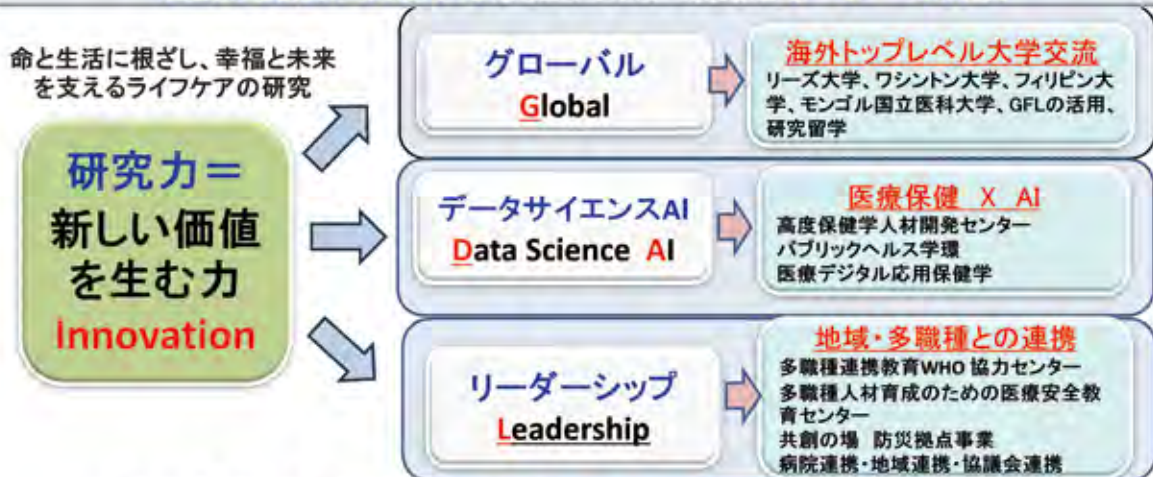 命と生活に根ざし、幸福と未来
を支えるライフケアの研究
研究力＝
新しい価値
を生む力
Innovation
グローバル
Global
海外トップレベル大学交流
リーズ大学、ワシントン大学、フィリピン大
学、モンゴル国立医科大学、GFLの活用、
研究留学
データサイエンスAI
Data Science AI
医療保健 X AI
高度保健学人材開発センター
パブリックヘルス学環
医療デジタル応用保健学
リーダーシップ
Leadership
地域・多職種との連携
多職種連携教育WHO 協力センター
多職種人材育成のための医療安全教
育センター
共創の場 防災拠点事業
病院連携・地域連携・協議会連携